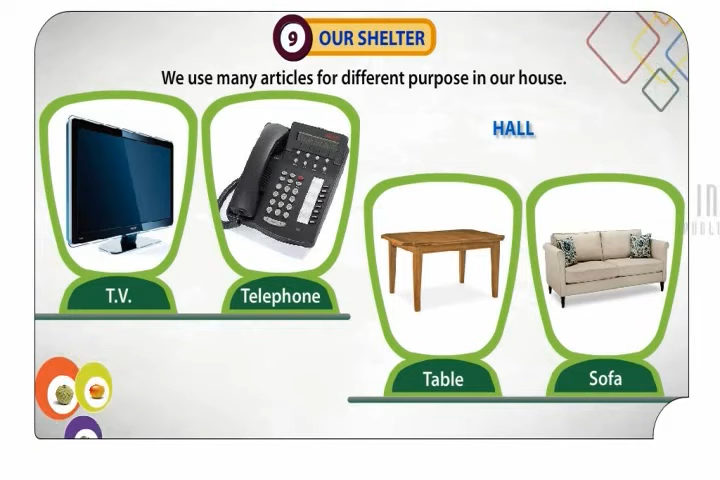 9 OUR SHELTER
We use many articles for different purpose in our house.
HALL
T.V.
Telephone
Table
Sofa